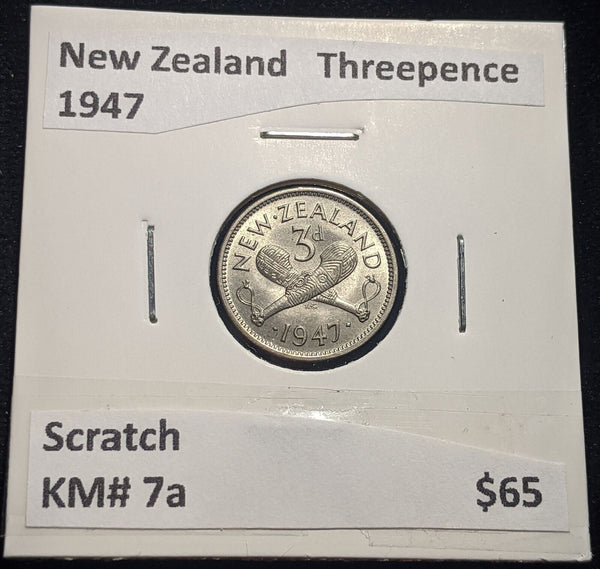 New Zealand Threepence
1947
NEW·ZEALAND
3d
·1947·
Scratch
KM# 7a $65